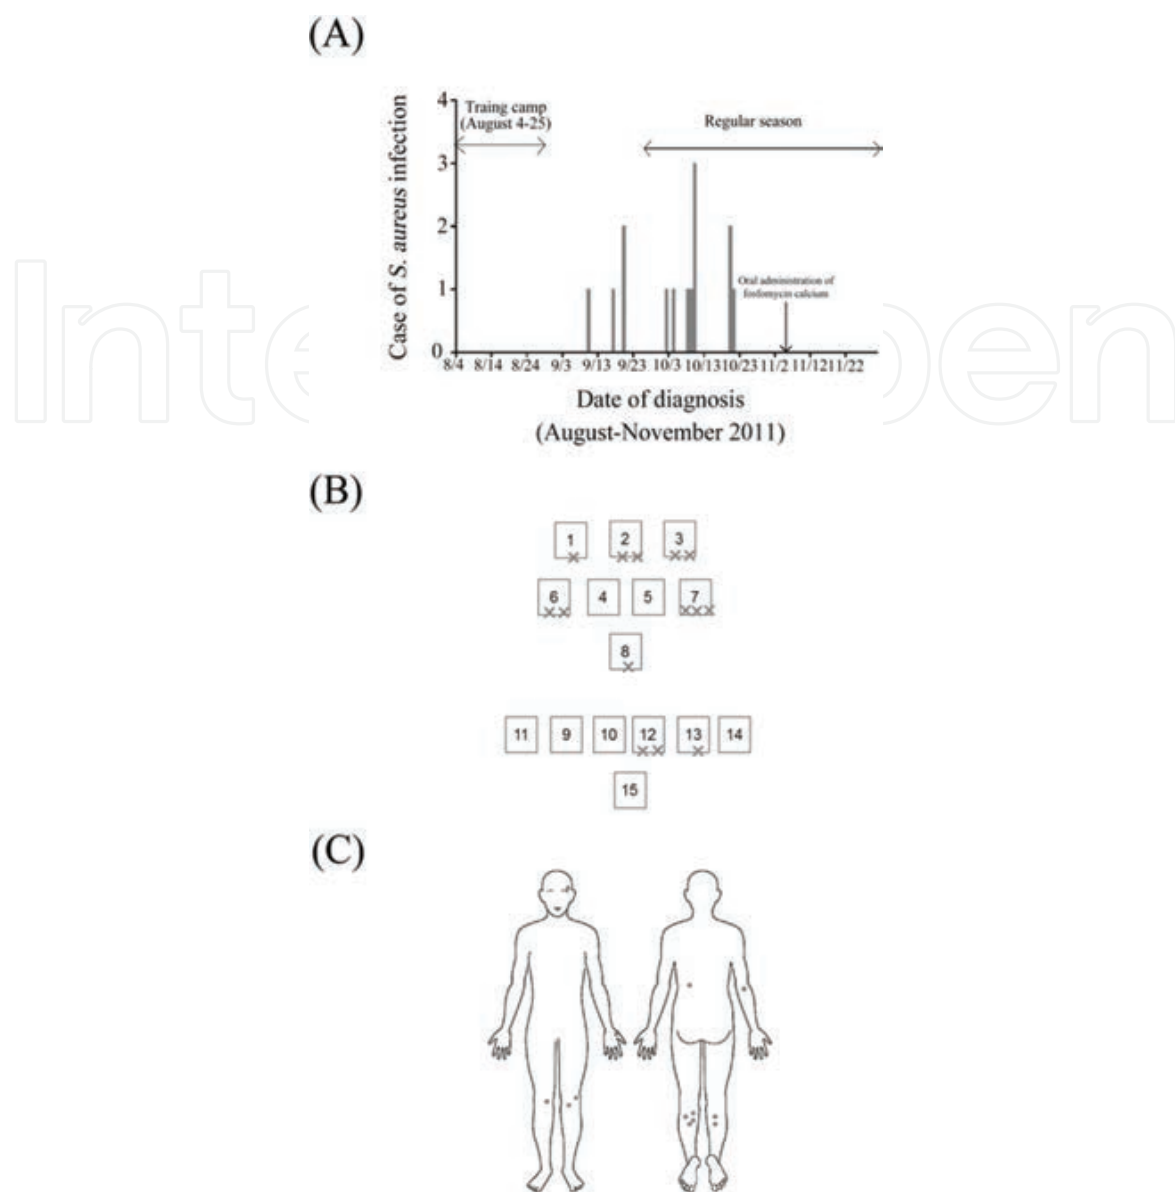 (A)
4
Traing camp
(August 4-25)
Regular season
3
2
Oral administration of
fosfomycin calcium
1
0
Case of S. aureus infection
8/4 8/14 8/24 9/3 9/13 9/23 10/3 10/13 10/23 11/2 11/12 11/22
Date of diagnosis
(August-November 2011)
(B)
1 2 3
6 4 5 7
8
11 9 10 12 13 14
15
(C)